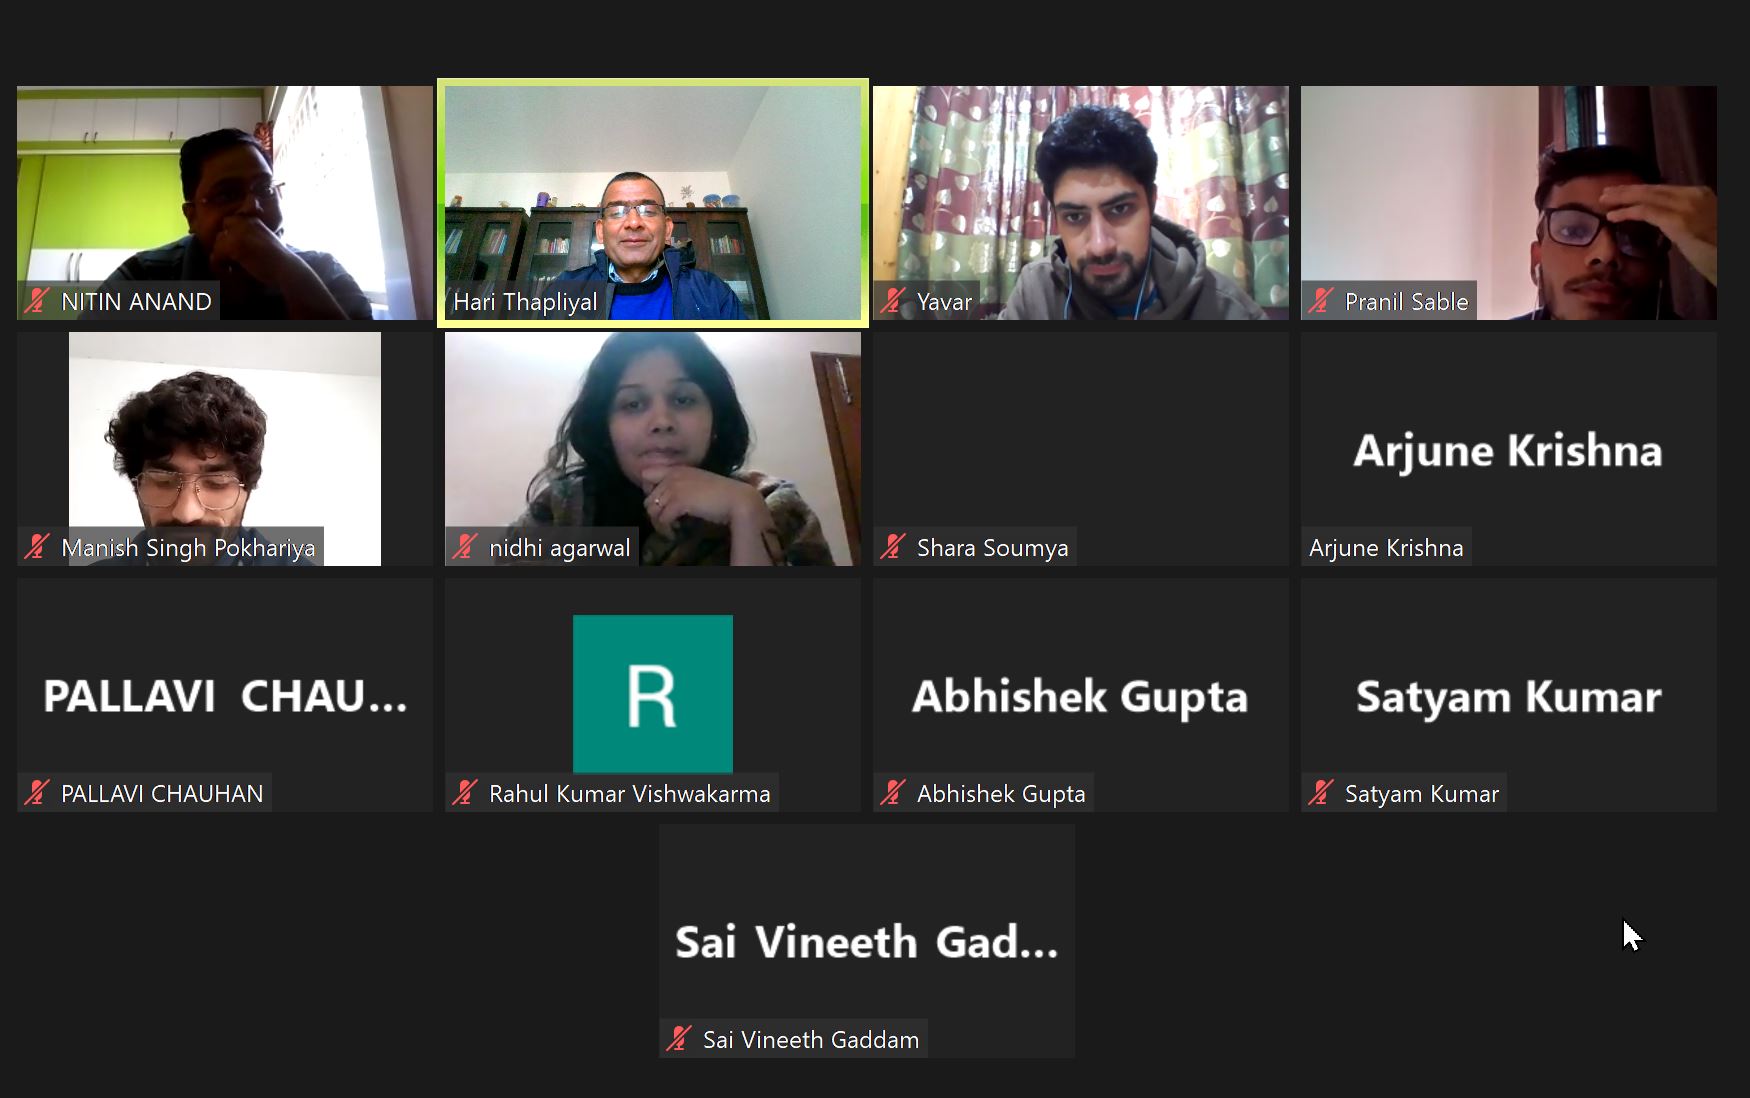 NITIN ANAND
Hari Thapliyal
Yavar
Pranil Sable
Manish Singh Pokhariya
nidhi agarwal
Shara Soumya
Arjune Krishna
Arjune Krishna
PALLAVI CHAU...
PALLAVI CHAUHAN
R
Rahul Kumar Vishwakarma
Abhishek Gupta
Abhishek Gupta
Satyam Kumar
Satyam Kumar
Sai Vineeth Gad...
Sai Vineeth Gaddam